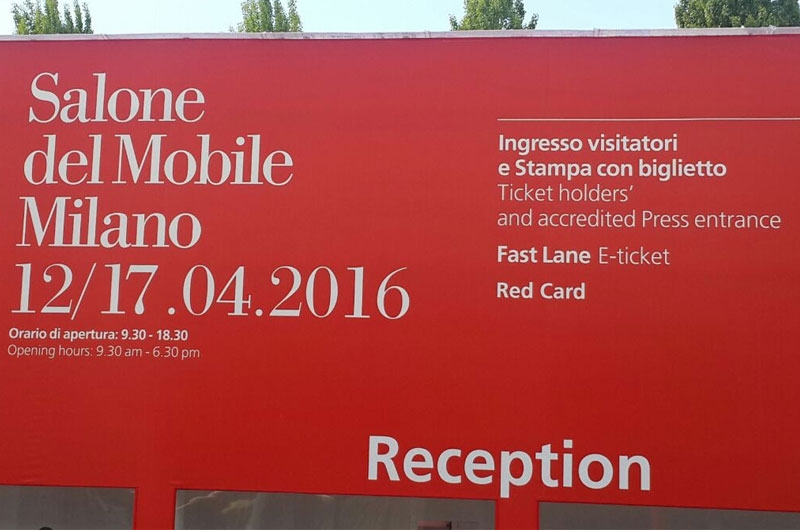 Salone
del Mobile
Milano
12/17.04.2016
Orario di apertura: 9.30 - 18.30
Opening hours: 9.30 am - 6.30 pm
Ingresso visitatori
e Stampa con biglietto
Ticket holders'
and accredited Press entrance
Fast Lane E-ticket
Red Card
Reception